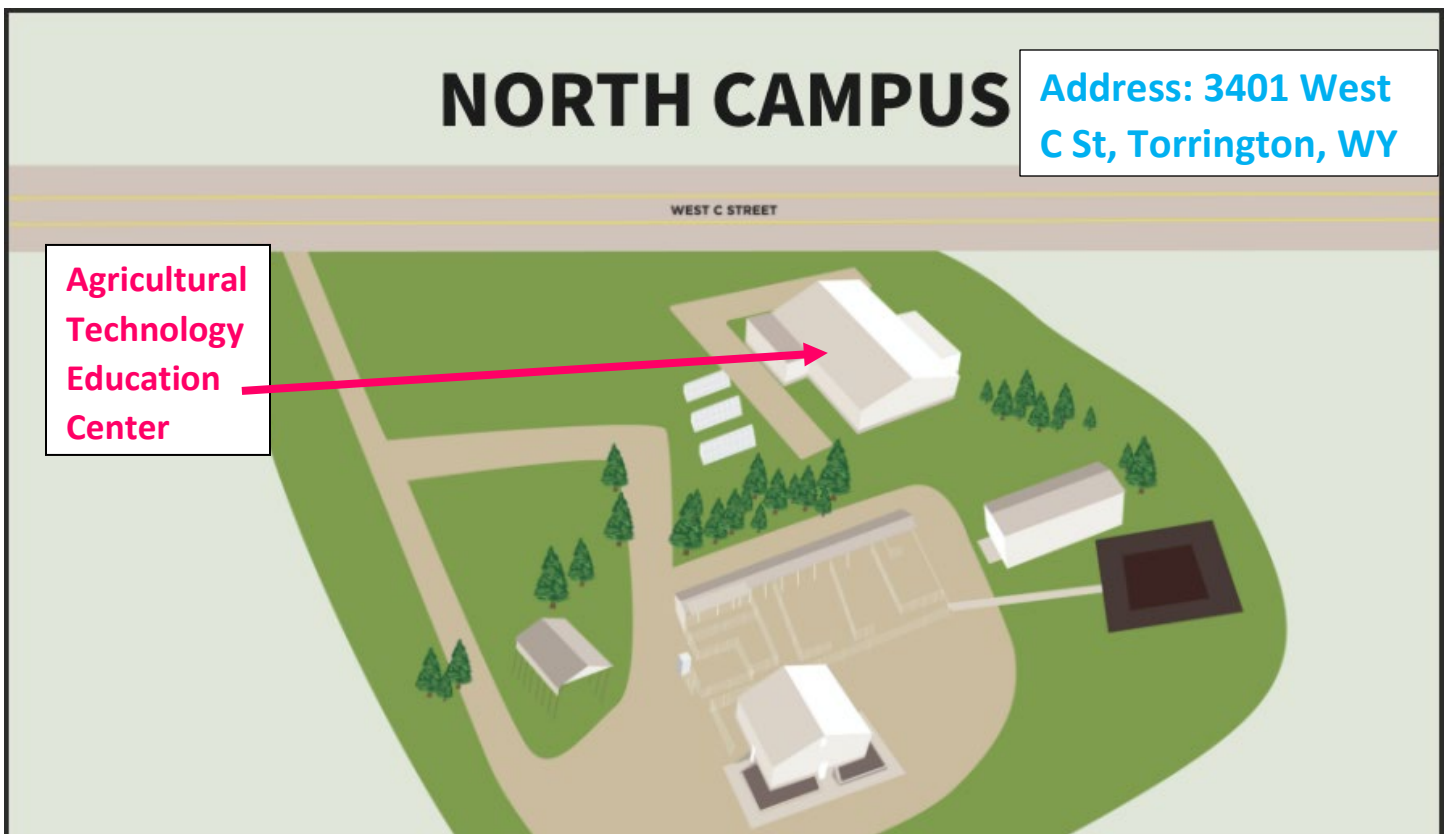 NORTH CAMPUS
Address: 3401 West
C St, Torrington, WY
WEST C STREET
Agricultural
Technology
Education
Center